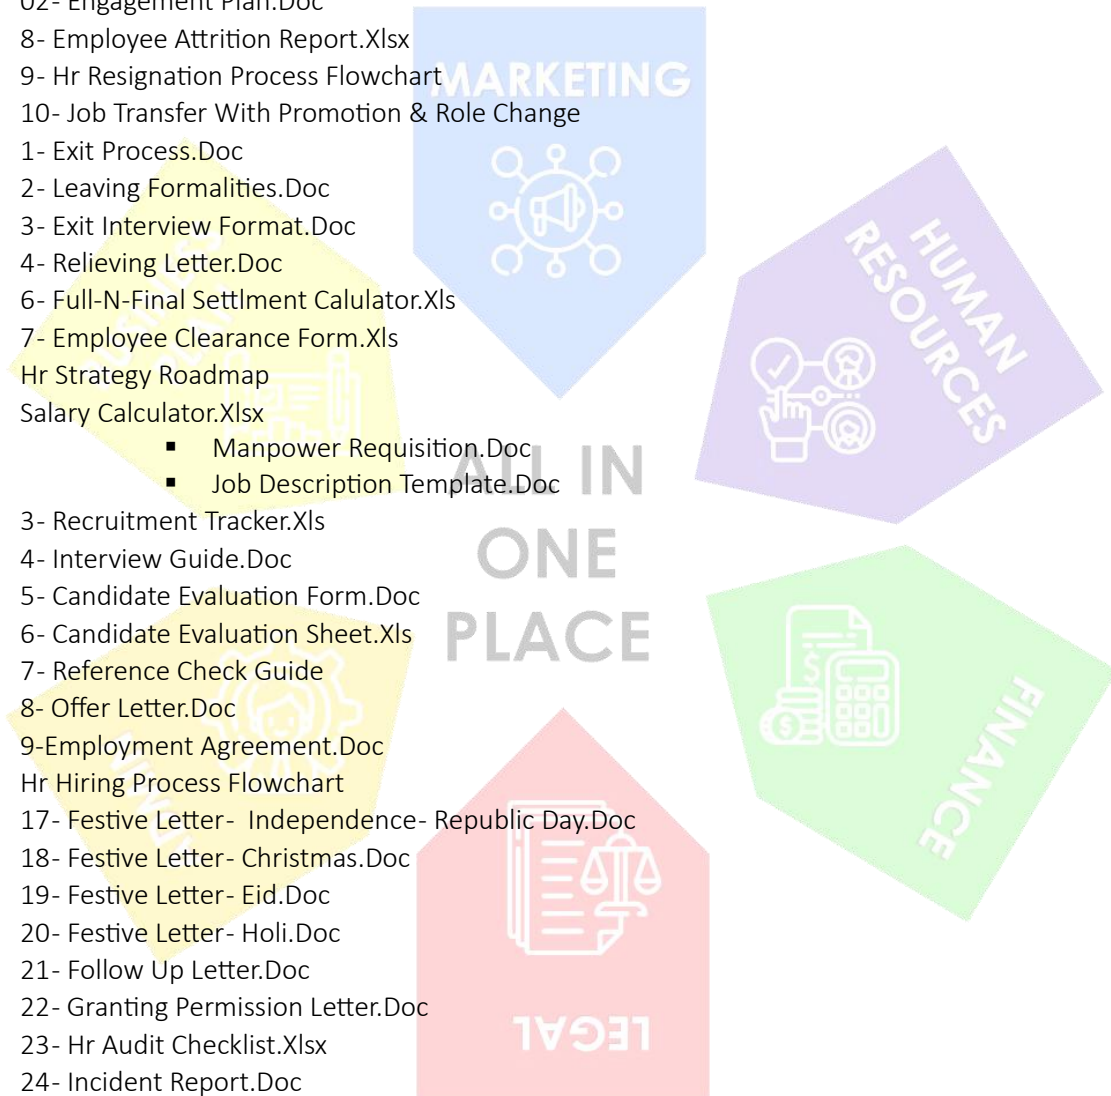 02- Engagement Plan.Doc
8- Employee Attrition Report.Xlsx
9- Hr Resignation Process Flowchart
10- Job Transfer With Promotion & Role Change
1- Exit Process.Doc
2- Leaving Formalities.Doc
3- Exit Interview Format.Doc
4- Relieving Letter.Doc
6- Full-N-Final Settlment Calulator.Xls
7- Employee Clearance Form.Xls
Hr Strategy Roadmap
Salary Calculator.Xlsx
▪ Manpower Requisition.Doc
▪ Job Description Template.Doc
3- Recruitment Tracker.Xls
4- Interview Guide.Doc
5- Candidate Evaluation Form.Doc
6- Candidate Evaluation Sheet.Xls
7- Reference Check Guide
8- Offer Letter.Doc
9-Employment Agreement.Doc
Hr Hiring Process Flowchart
17- Festive Letter-  Independence- Republic Day.Doc
18- Festive Letter- Christmas.Doc
19- Festive Letter- Eid.Doc
20- Festive Letter- Holi.Doc
21- Follow Up Letter.Doc
22- Granting Permission Letter.Doc
23- Hr Audit Checklist.Xlsx
24- Incident Report.Doc
MARKETING
HUMAN
RESOURCES
ALL IN
ONE
PLACE
FINANCE
LEGAL
ADMIN